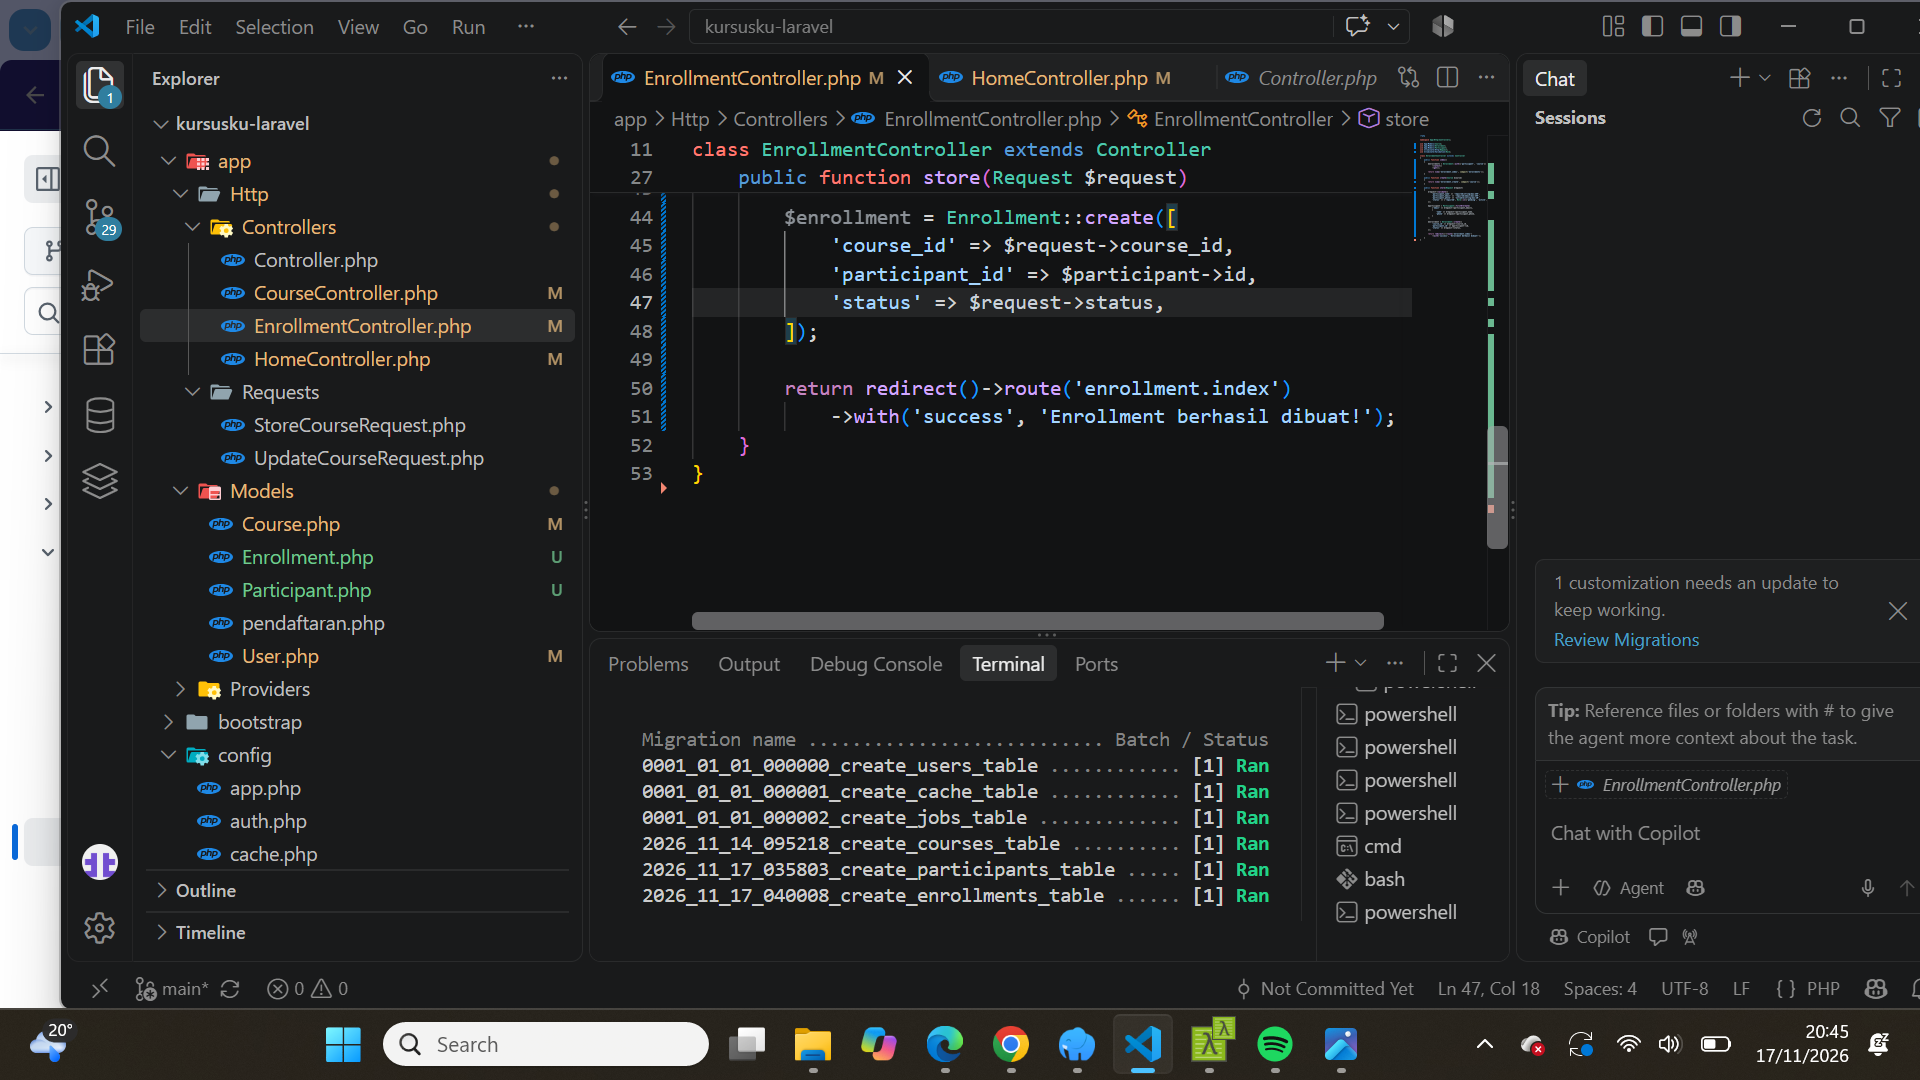 File Edit Selection View Go Run ···
kursusku-laravel
Explorer
kursusku-laravel
app
Http
Controllers
Controller.php
CourseController.php M
EnrollmentController.php M
HomeController.php M
Requests
StoreCourseRequest.php
UpdateCourseRequest.php
Models
Course.php M
Enrollment.php U
Participant.php U
pendaftaran.php
User.php M
Providers
bootstrap
config
app.php
auth.php
cache.php
Outline
Timeline
1
29
EnrollmentController.php M
HomeController.php M
Controller.php
app > Http > Controllers > EnrollmentController.php > EnrollmentController > store
11 class EnrollmentController extends Controller
27 public function store(Request $request)
44 $enrollment = Enrollment::create([
45 'course_id' => $request->course_id,
46 'participant_id' => $participant->id,
47 'status' => $request->status,
48 ]);
49
50 return redirect()->route('enrollment.index')
51 ->with('success', 'Enrollment berhasil dibuat!');
52 }
53 }
Problems Output Debug Console Terminal Ports
Migration name ........................... Batch / Status
0001_01_01_000000_create_users_table ............ [1] Ran
0001_01_01_000001_create_cache_table ............ [1] Ran
0001_01_01_000002_create_jobs_table ............. [1] Ran
2026_11_14_095218_create_courses_table .......... [1] Ran
2026_11_17_035803_create_participants_table ..... [1] Ran
2026_11_17_040008_create_enrollments_table ...... [1] Ran
powershell
powershell
powershell
powershell
powershell
cmd
bash
powershell
Chat
Sessions
1 customization needs an update to
keep working.
Review Migrations
Tip: Reference files or folders with # to give
the agent more context about the task.
EnrollmentController.php
Chat with Copilot
Agent
Copilot
main* 0 0
Not Committed Yet Ln 47, Col 18 Spaces: 4 UTF-8 LF { } PHP
20°
Search
20:45
17/11/2026